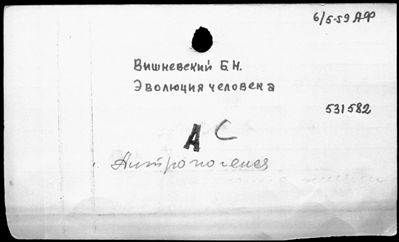 6/5-59 АФ
Вишневский Б.Н.
Эволюция человека
531582
А С
Антропогенез